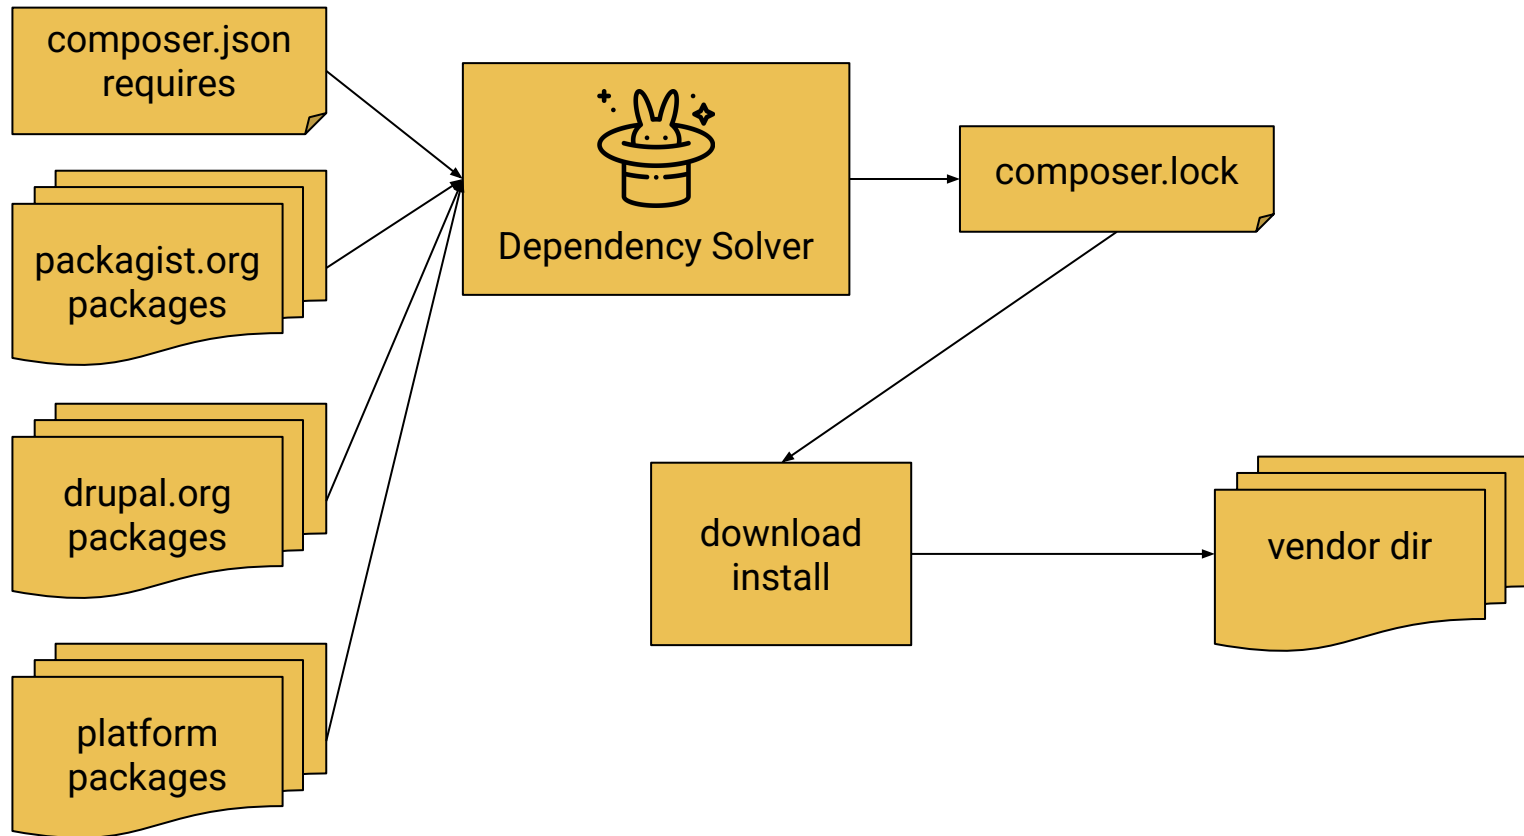 composer.json
requires
packagist.org
packages
drupal.org
packages
platform
packages
Dependency Solver
composer.lock
download
install
vendor dir